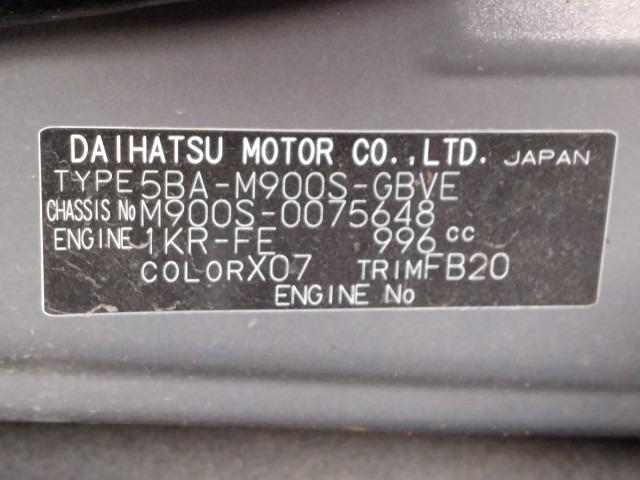 DAIHATSU MOTOR CO.,LTD. JAPAN
TYPE 5BA-M900S-GBVE
CHASSIS No M900S-0075648
ENGINE 1KR-FE 996 cc
COLOR X07 TRIM FB20
ENGINE No